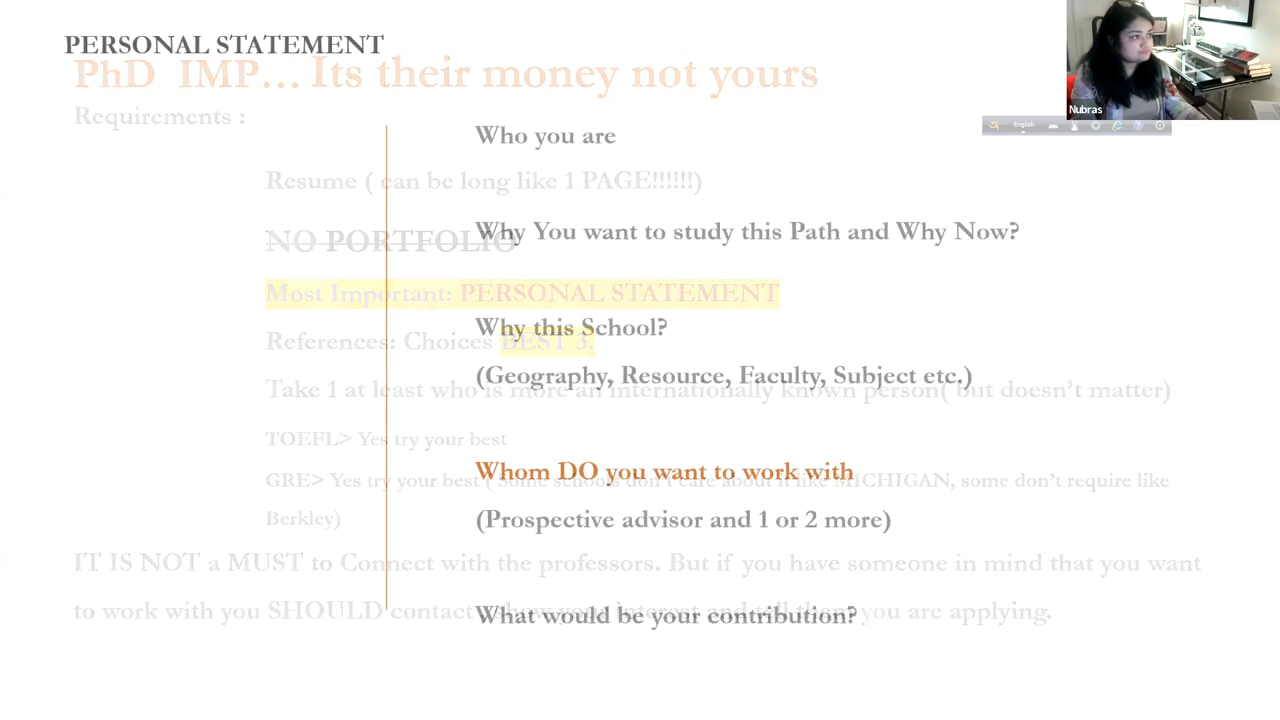 PERSONAL STATEMENT
PhD IMP... Its their money not yours
Requirements :
Who you are
Resume ( can be long like 1 PAGE!!!!!!)
Why You want to study this Path and Why Now?
NO PORTFOLIO
Most Important: PERSONAL STATEMENT
Why this School?
References: Choices BEST 3.
(Geography, Resource, Faculty, Subject etc.)
Take 1 at least who is more an internationally known person( but doesn't matter)
TOEFL> Yes try your best
Whom DO you want to work with
GRE> Yes try your best ( Some schools don't care about it like MICHIGAN, some don't require like
Berkley)
(Prospective advisor and 1 or 2 more)
IT IS NOT a MUST to Connect with the professors. But if you have someone in mind that you want
to work with you SHOULD contact , show your interest and tell them you are applying.
What would be your contribution?
Nubras
English